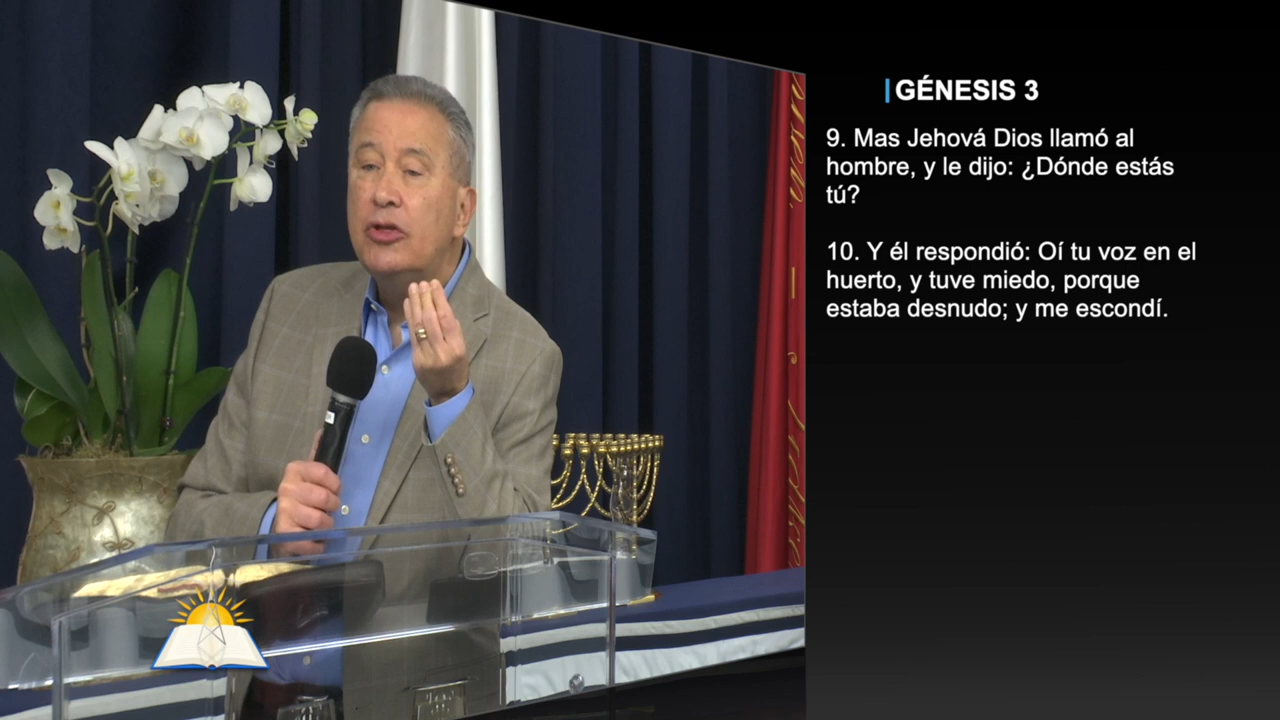 GÉNESIS 3
9. Mas Jehová Dios llamó al
hombre, y le dijo: ¿Dónde estás
tú?
10. Y él respondió: Oí tu voz en el
huerto, y tuve miedo, porque
estaba desnudo; y me escondí.